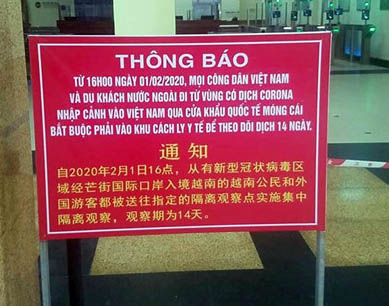 THÔNG BÁO
TỪ 16H00 NGÀY 01/02/2020, MỌI CÔNG DÂN VIỆT NAM
VÀ DU KHÁCH NƯỚC NGOÀI ĐI TỪ VÙNG CÓ DỊCH CORONA
NHẬP CẢNH VÀO VIỆT NAM QUA CỬA KHẨU QUỐC TẾ MÓNG CÁI
BẮT BUỘC PHẢI VÀO KHU CÁCH LY Y TẾ ĐỂ THEO DÕI DỊCH 14 NGÀY.
通知
自2020年2月1日16点，从有新型冠状病毒区
域经芒街国际口岸入境越南的越南公民和外
国游客都被送往指定的隔离观察点实施集中
隔离观察，观察期为14天。